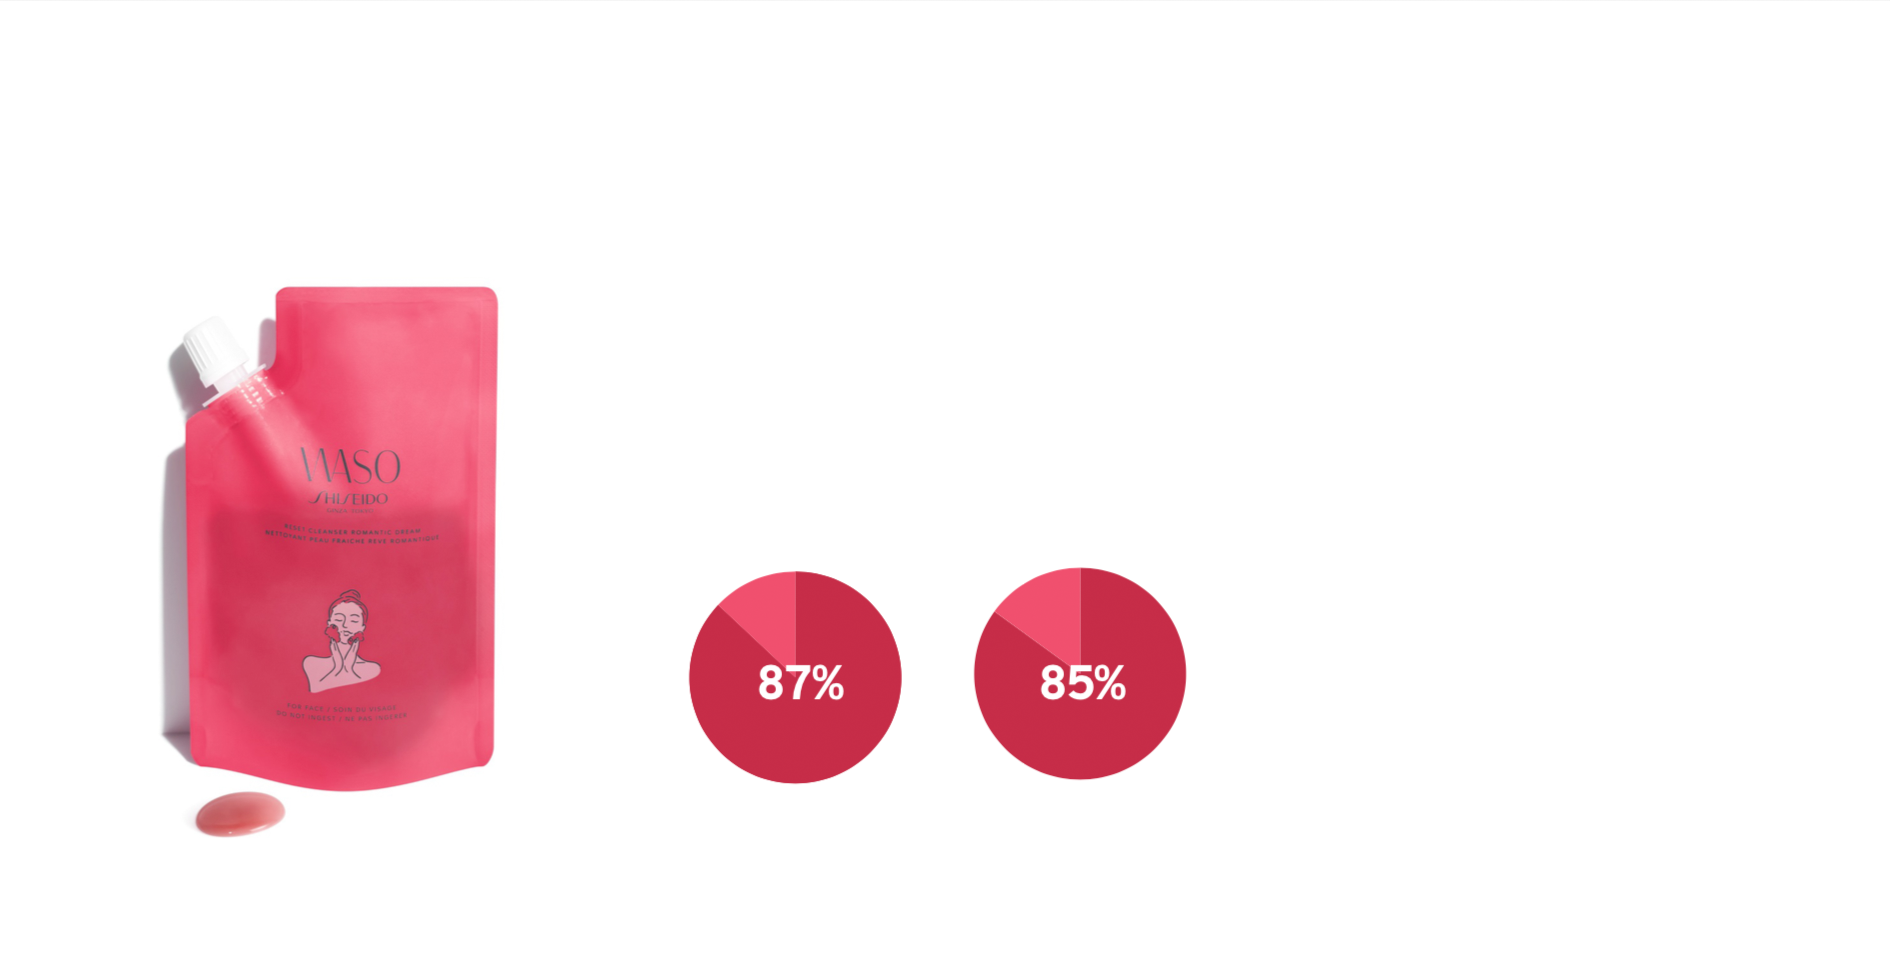 WASO
SHISEIDO
GINZA TOKYO
RESET CLEANSER ROMANTIC DREAM
NETTOYANT PEAU FRAÎCHE RÊVE ROMANTIQUE
FOR FACE / SOIN DU VISAGE
DO NOT INGEST / NE PAS INGÉRER
87%
85%